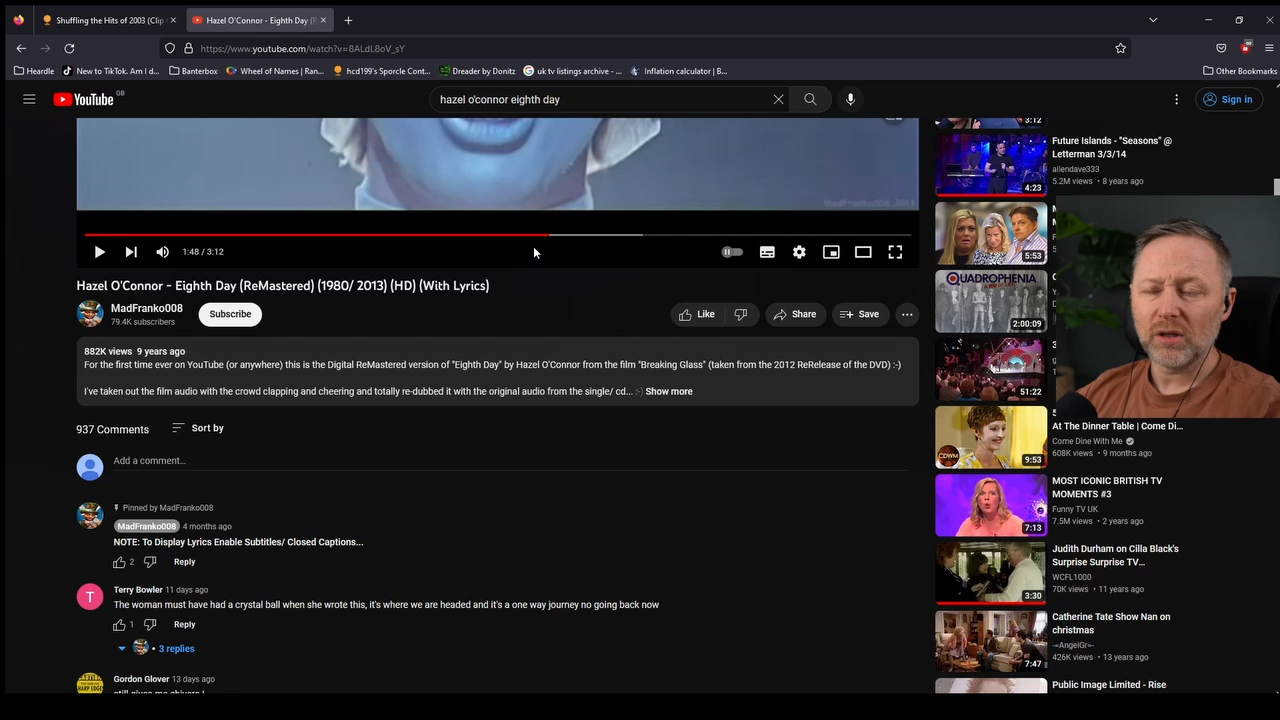 Shuffling the Hits of 2003 (Clip
Hazel O'Connor - Eighth Day (R
https://www.youtube.com/watch?v=8ALdL8oV_sY
Heardle
New to TikTok. Am I d...
Banterbox
Wheel of Names | Ran...
hcd199's Sporcle Cont...
Dreader by Donitz
uk tv listings archive - ...
Inflation calculator | B...
Other Bookmarks
YouTube GB
hazel o'connor eighth day
Sign in
MadFranko008, 2013
1:48 / 3:12
Hazel O'Connor - Eighth Day (ReMastered) (1980/ 2013) (HD) (With Lyrics)
MadFranko008
79.4K subscribers
Subscribe
Like
Share
Save
882K views 9 years ago
For the first time ever on YouTube (or anywhere) this is the Digital ReMastered version of "Eighth Day" by Hazel O'Connor from the film "Breaking Glass" (taken from the 2012 ReRelease of the DVD) :-)
I've taken out the film audio with the crowd clapping and cheering and totally re-dubbed it with the original audio from the single/ cd... :-) Show more
937 Comments
Sort by
Add a comment...
Pinned by MadFranko008
MadFranko008 4 months ago
NOTE: To Display Lyrics Enable Subtitles/ Closed Captions...
2
Reply
T
Terry Bowler 11 days ago
The woman must have had a crystal ball when she wrote this, it's where we are headed and it's a one way journey no going back now
1
Reply
3 replies
Gordon Glover 13 days ago
still gives me shivers !
3:12
Future Islands - "Seasons" @
Letterman 3/3/14
allendave333
5.2M views • 8 years ago
4:23
5:53
QUADROPHENIA
2:00:09
51:22
At The Dinner Table | Come Di...
Come Dine With Me
608K views • 9 months ago
CDWM
9:53
MOST ICONIC BRITISH TV
MOMENTS #3
Funny TV UK
7.5M views • 2 years ago
7:13
Judith Durham on Cilla Black's
Surprise Surprise TV...
WCFL1000
70K views • 11 years ago
3:30
Catherine Tate Show Nan on
christmas
-=AngelGr=-
426K views • 13 years ago
7:47
Public Image Limited - Rise